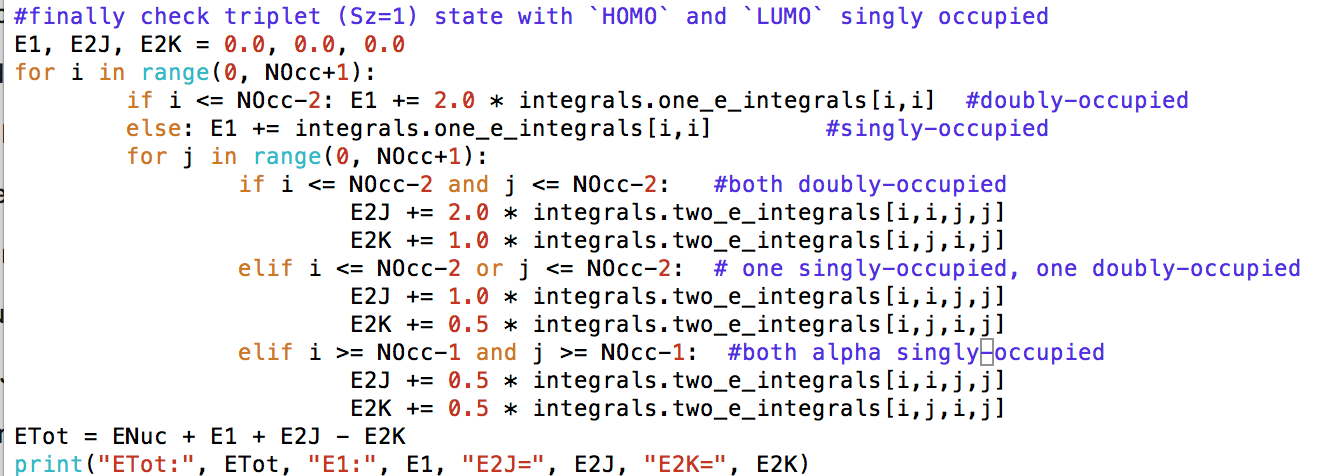 #finally check triplet (Sz=1) state with `HOMO` and `LUMO` singly occupied
E1, E2J, E2K = 0.0, 0.0, 0.0
for i in range(0, NOcc+1):
        if i <= NOcc-2: E1 += 2.0 * integrals.one_e_integrals[i,i]  #doubly-occupied
        else: E1 += integrals.one_e_integrals[i,i]        #singly-occupied
        for j in range(0, NOcc+1):
                if i <= NOcc-2 and j <= NOcc-2:   #both doubly-occupied
                        E2J += 2.0 * integrals.two_e_integrals[i,i,j,j]
                        E2K += 1.0 * integrals.two_e_integrals[i,j,i,j]
                elif i <= NOcc-2 or j <= NOcc-2:  # one singly-occupied, one doubly-occupied
                        E2J += 1.0 * integrals.two_e_integrals[i,i,j,j]
                        E2K += 0.5 * integrals.two_e_integrals[i,j,i,j]
                elif i >= NOcc-1 and j >= NOcc-1:  #both alpha singly-occupied
                        E2J += 0.5 * integrals.two_e_integrals[i,i,j,j]
                        E2K += 0.5 * integrals.two_e_integrals[i,j,i,j]
ETot = ENuc + E1 + E2J - E2K
print("ETot:", ETot, "E1:", E1, "E2J=", E2J, "E2K=", E2K)